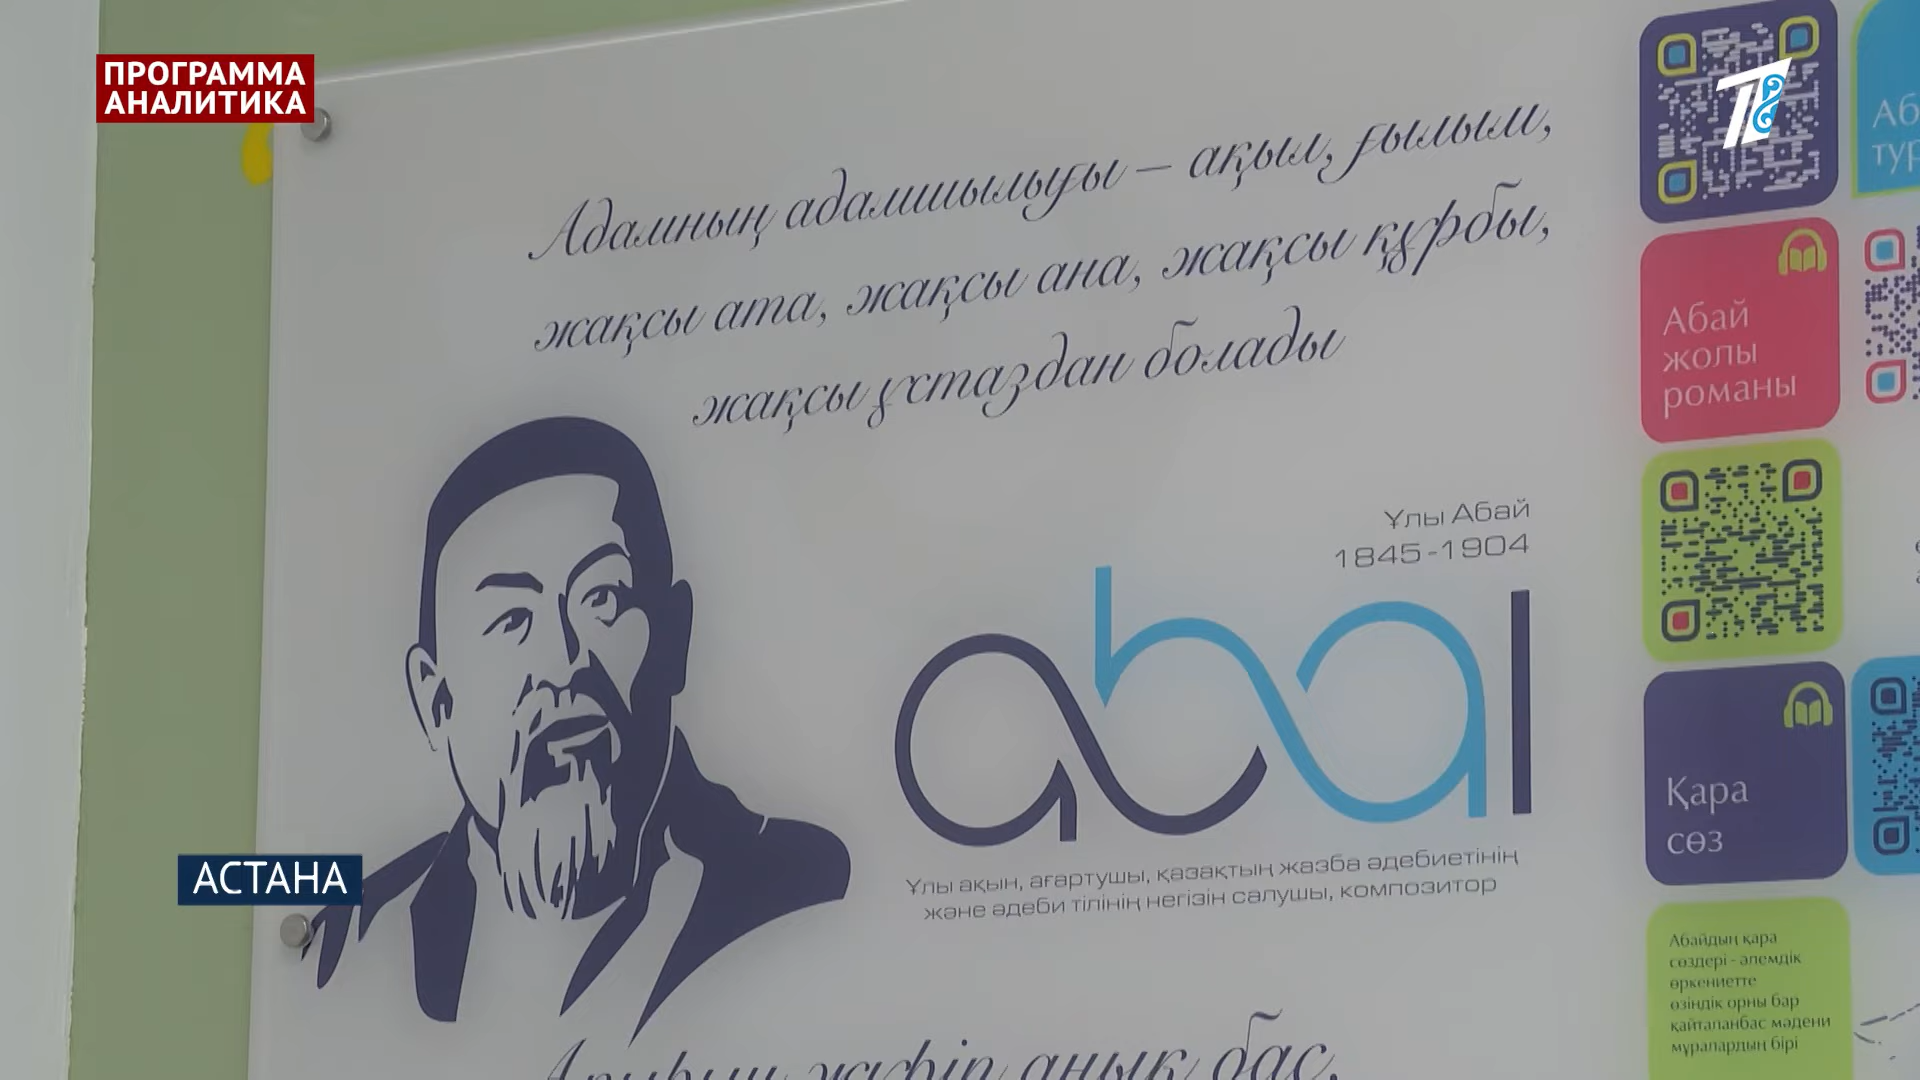 ПРОГРАММА
АНАЛИТИКА
Адамның адамшылығы – ақыл, ғылым,
жақсы ата, жақсы ана, жақсы құрбы,
жақсы ұстаздан болады
Ұлы Абай
1845-1904
abai
Ұлы ақын, ағартушы, қазақтың жазба әдебиетінің
және әдеби тілінің негізін салушы, композитор
АСТАНА
Абай
жолы
романы
Қара
сөз
Абайдың қара
сөздері - әлемдік
өркениетте
өзіндік орны бар
қайталанбас мәдени
мұралардың бірі
анық бас,